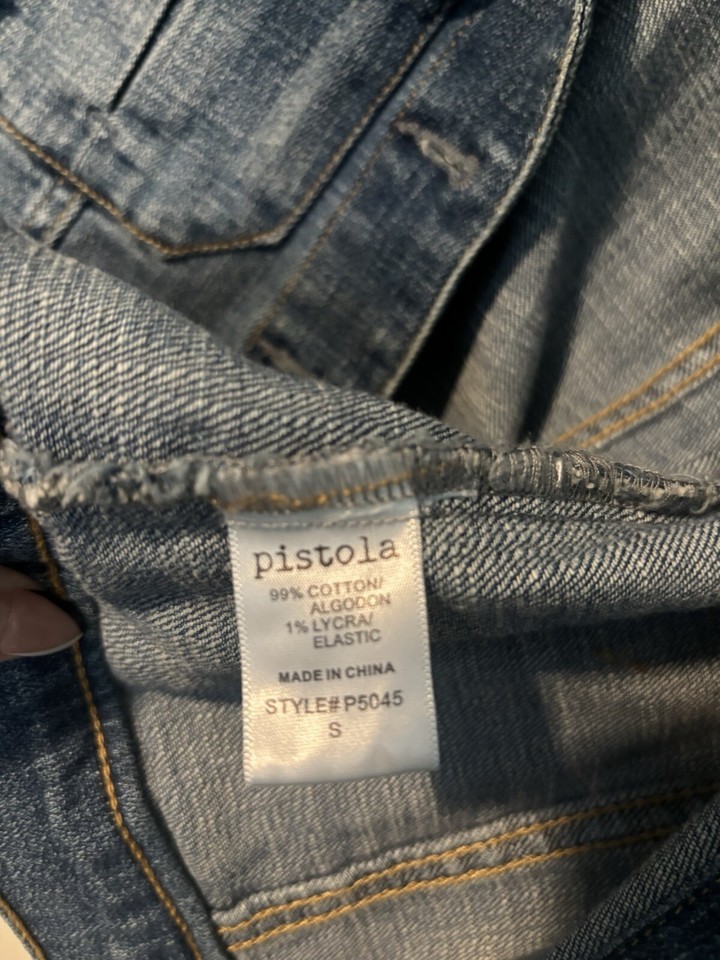 pistola
99% COTTON/
ALGODON
1% LYCRA/
ELASTIC
MADE IN CHINA
STYLE# P5045
S